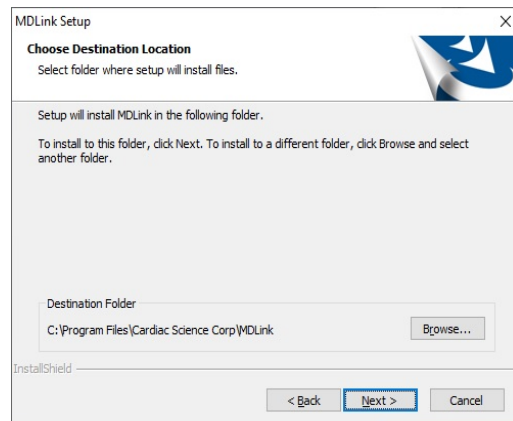 MDLink Setup
Choose Destination Location
Select folder where setup will install files.
Setup will install MDLink in the following folder.
To install to this folder, click Next. To install to a different folder, click Browse and select
another folder.
Destination Folder
C:\Program Files\Cardiac Science Corp\MDLink
Browse...
InstallShield
< Back
Next >
Cancel